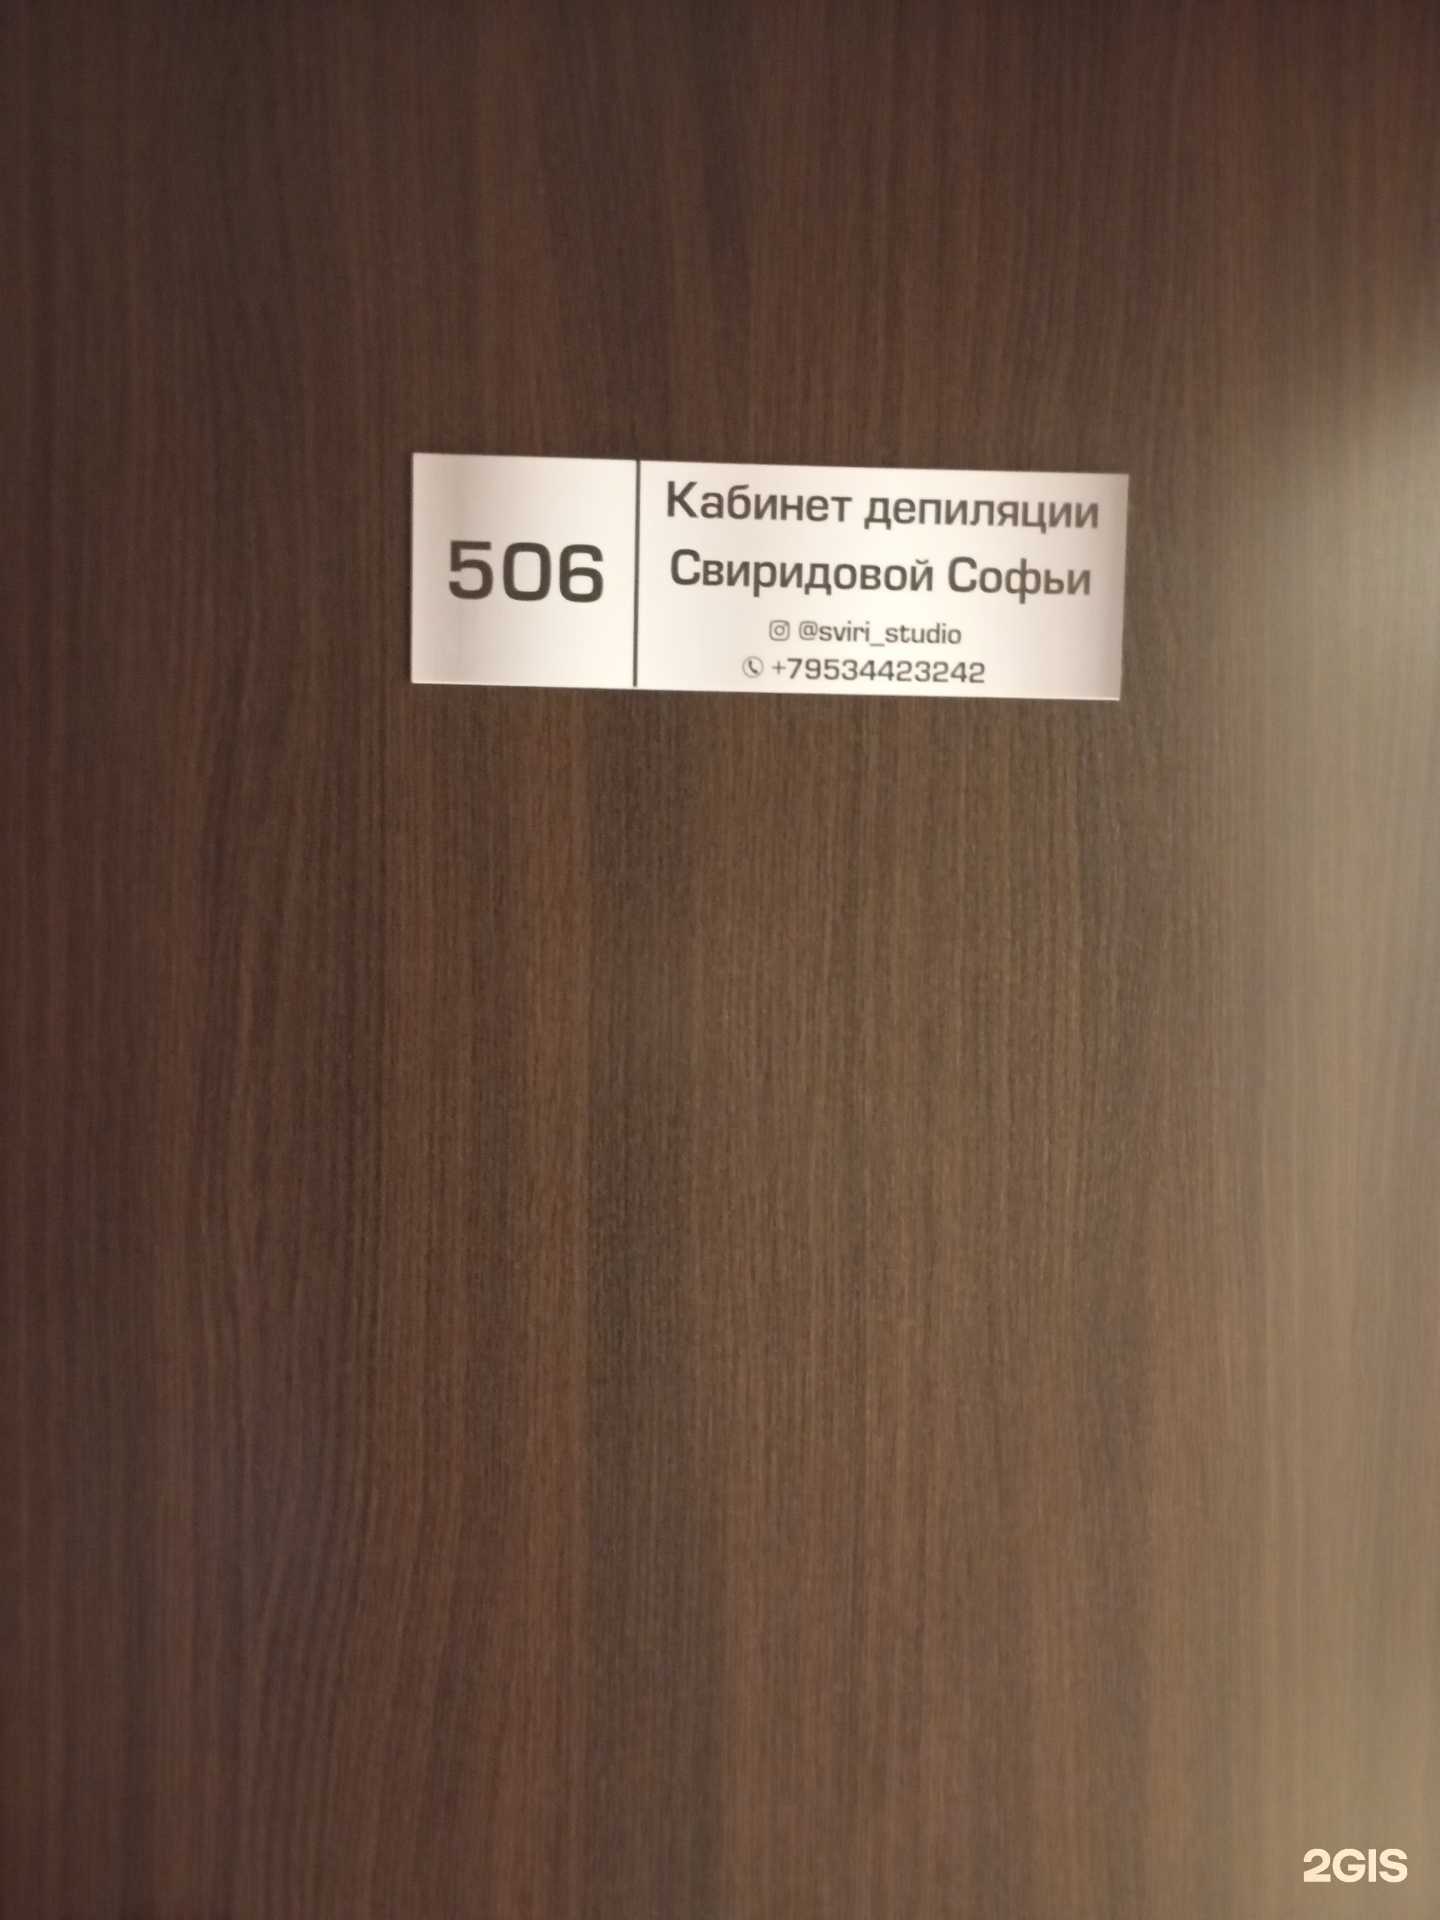 506
Кабинет депиляции
Свиридовой Софьи
@sviri_studio
+79534423242
2GIS